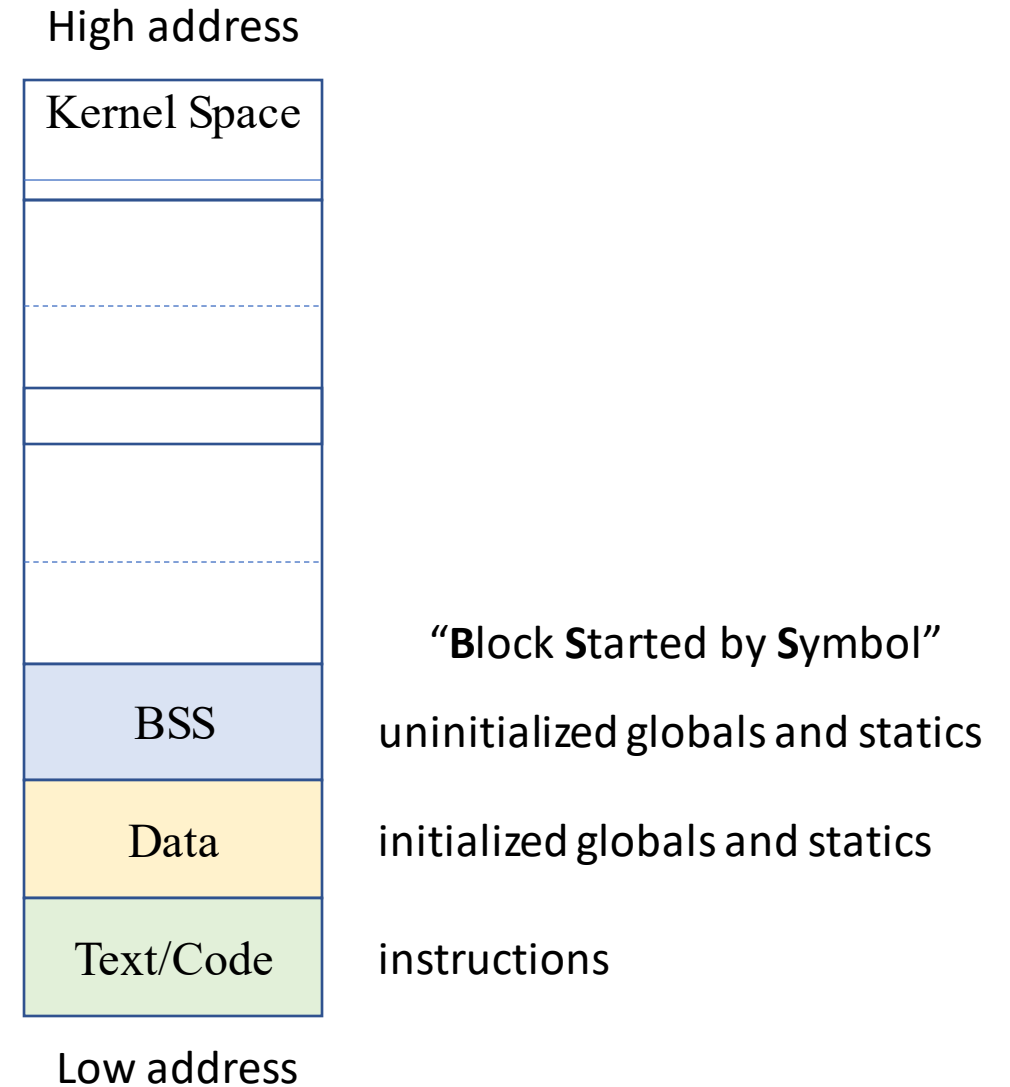 High address
Kernel Space
“Block Started by Symbol”
BSS
uninitialized globals and statics
Data
initialized globals and statics
Text/Code
instructions
Low address